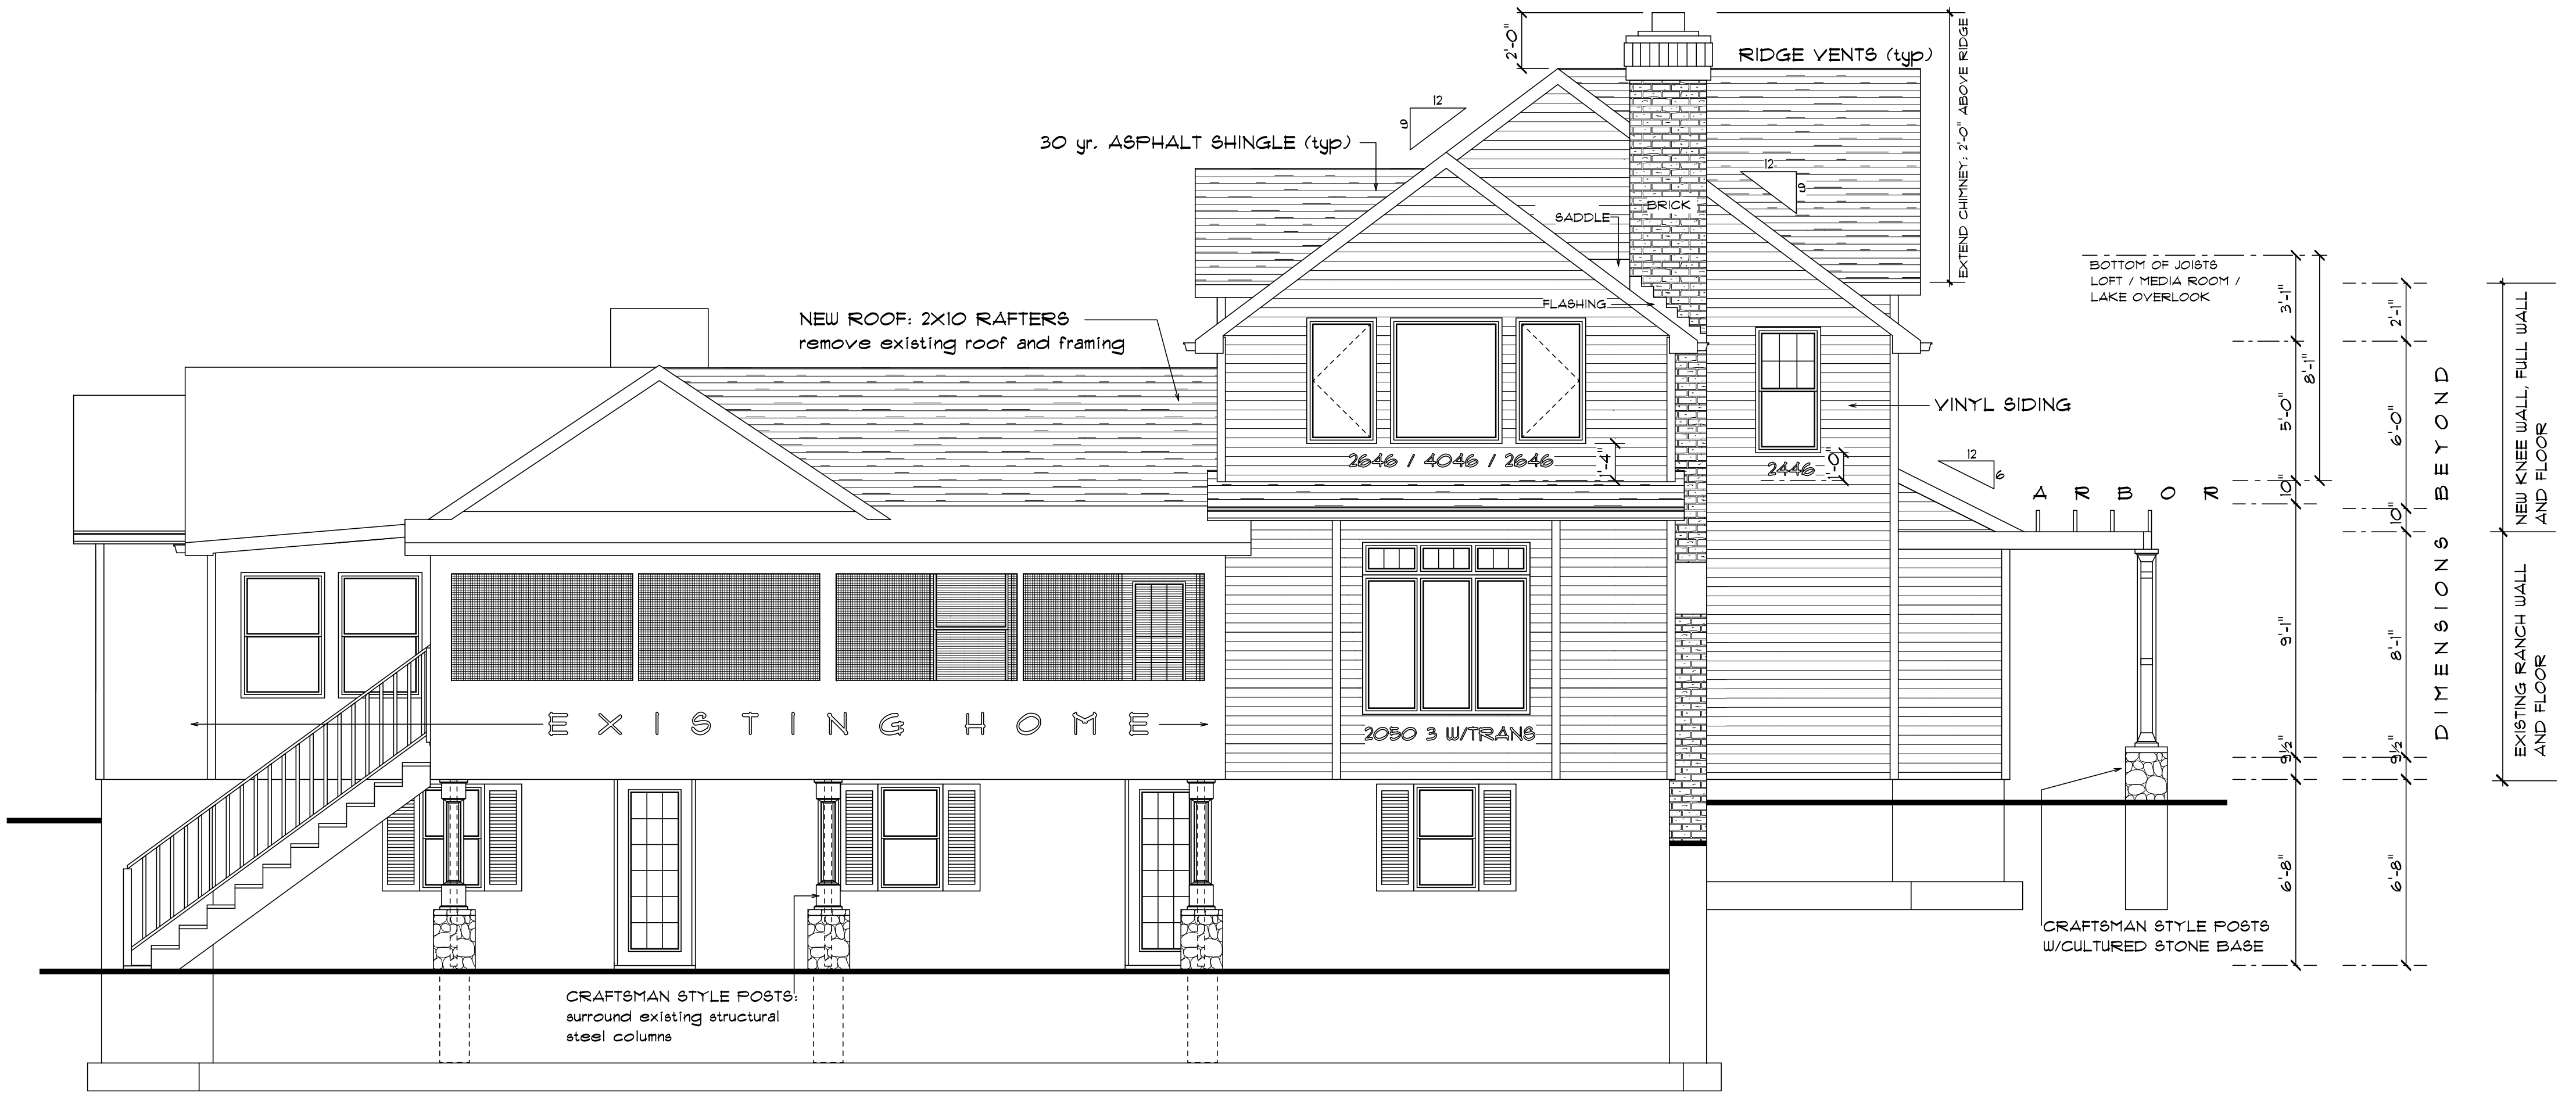 2'-0"
RIDGE VENTS (typ)
EXTEND CHIMNEY: 2'-0" ABOVE RIDGE
12
9
30 yr. ASPHALT SHINGLE (typ)
12
9
BRICK
SADDLE
FLASHING
BOTTOM OF JOISTS
LOFT / MEDIA ROOM /
LAKE OVERLOOK
NEW ROOF: 2X10 RAFTERS
remove existing roof and framing
VINYL SIDING
2646 / 4046 / 2646
2446
1'-0"
12
6
A R B O R
3'-1"
5'-0"
8'-1"
10"
9'-1"
9½"
6'-8"
2'-1"
6'-0"
10"
8'-1"
9½"
6'-8"
DIMENSIONS BEYOND
NEW KNEE WALL, FULL WALL
AND FLOOR
EXISTING RANCH WALL
AND FLOOR
EXISTING HOME
2050 3 W/TRANS
CRAFTSMAN STYLE POSTS
W/CULTURED STONE BASE
CRAFTSMAN STYLE POSTS:
surround existing structural
steel columns